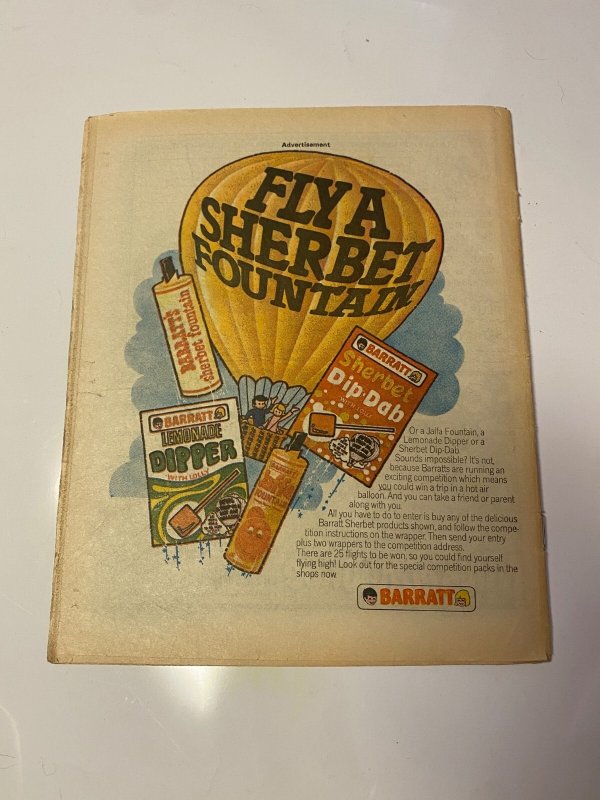 Advertisement
FLY A
SHERBET
FOUNTAIN
BARRATT'S
sherbet fountain
BARRATT
Sherbet
Dip·Dab
WITH LOLLY
BARRATT
LEMONADE
DIPPER
WITH LOLLY
BARRATT
FOUNTAIN
Or a Jaffa Fountain, a
Lemonade Dipper or a
Sherbet Dip-Dab.
Sounds impossible? It's not,
because Barratts are running an
exciting competition which means
you could win a trip in a hot air
balloon. And you can take a friend or parent
along with you.
All you have to do to enter is buy any of the delicious
Barratt Sherbet products shown, and follow the compe-
tition instructions on the wrapper. Then send your entry
plus two wrappers to the competition address.
There are 25 flights to be won, so you could find yourself
flying high! Look out for the special competition packs in the
shops now.
BARRATT